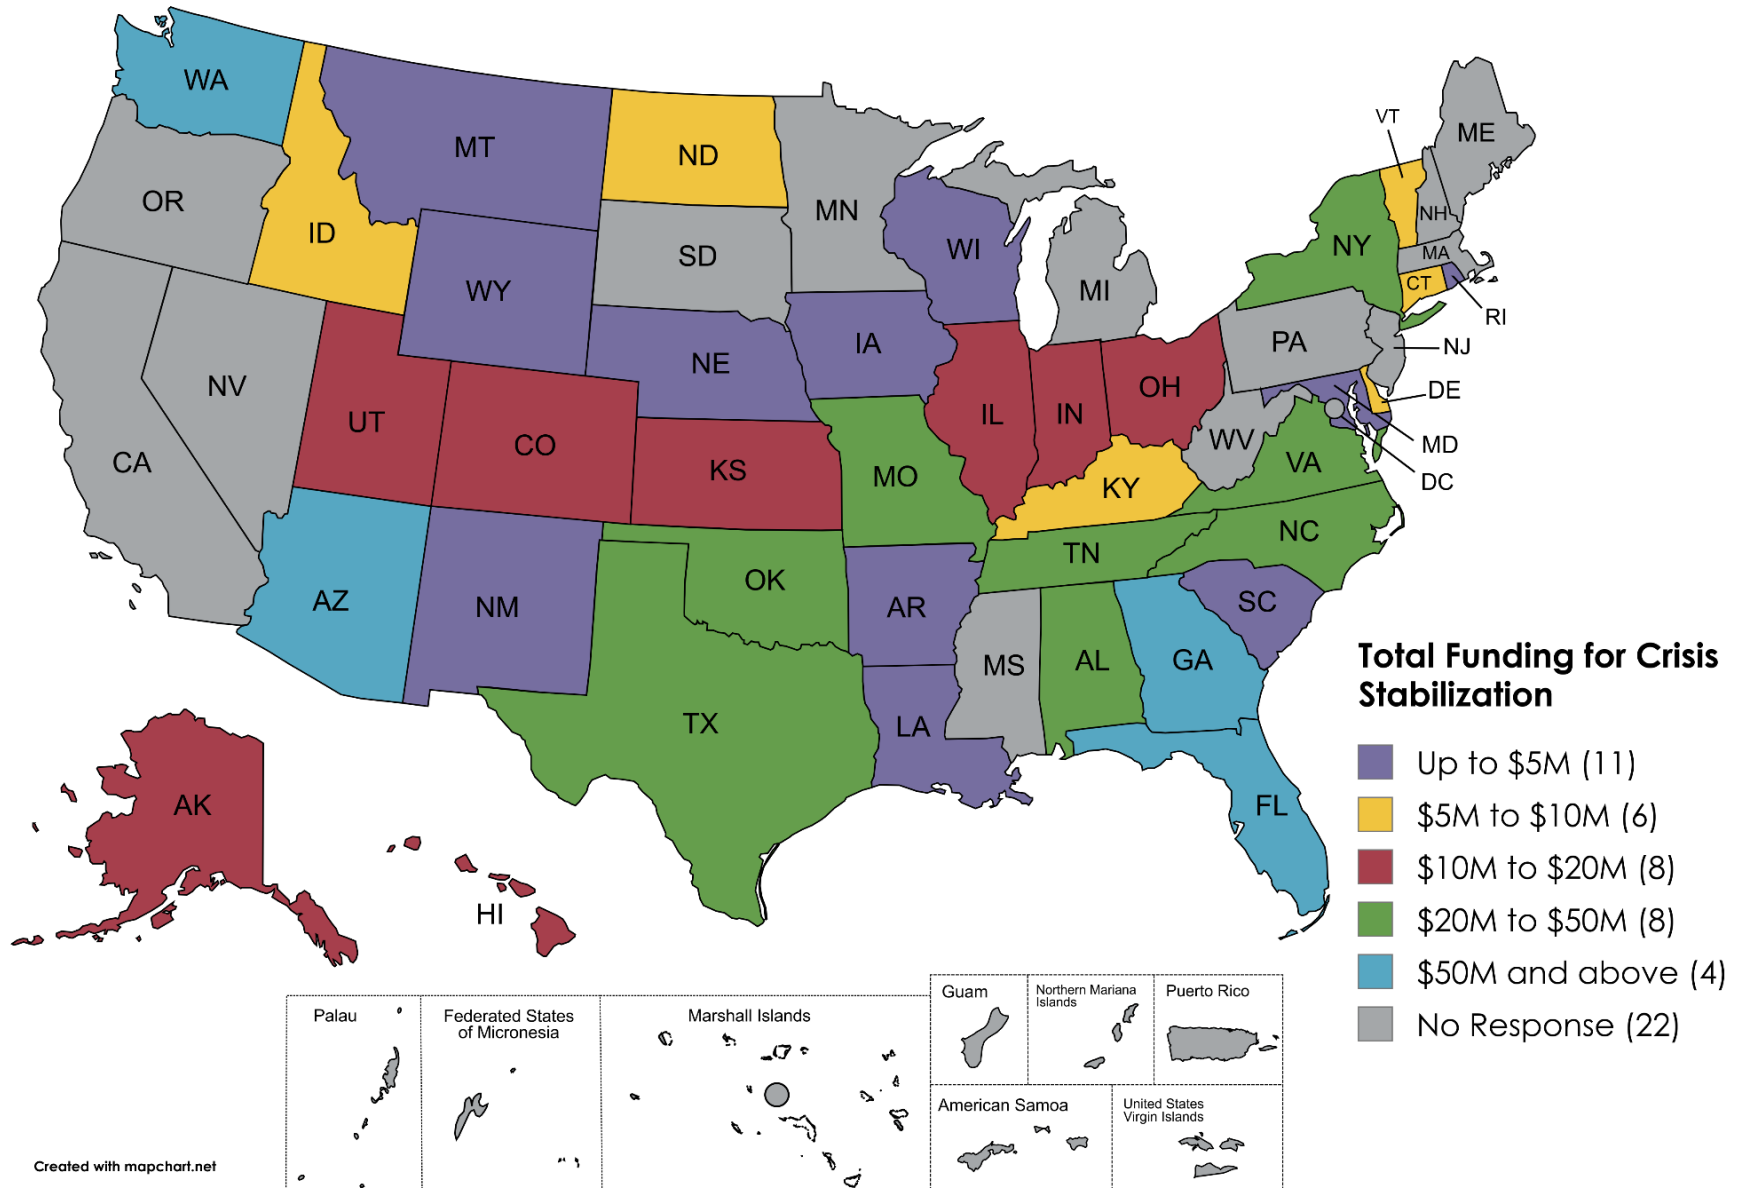 WA
MT
ND
MN
VT
ME
OR
ID
SD
WI
NY
NH
MA
WY
MI
CT
RI
NE
IA
PA
NJ
NV
UT
CO
IL
IN
OH
DE
CA
KS
MO
KY
WV
VA
MD
DC
AZ
NM
OK
AR
TN
NC
SC
MS
AL
GA
TX
LA
FL
AK
HI
Total Funding for Crisis
Stabilization
Up to $5M (11)
$5M to $10M (6)
$10M to $20M (8)
$20M to $50M (8)
$50M and above (4)
No Response (22)
Palau
Federated States
of Micronesia
Marshall Islands
Guam
Northern Mariana
Islands
Puerto Rico
American Samoa
United States
Virgin Islands
Created with mapchart.net